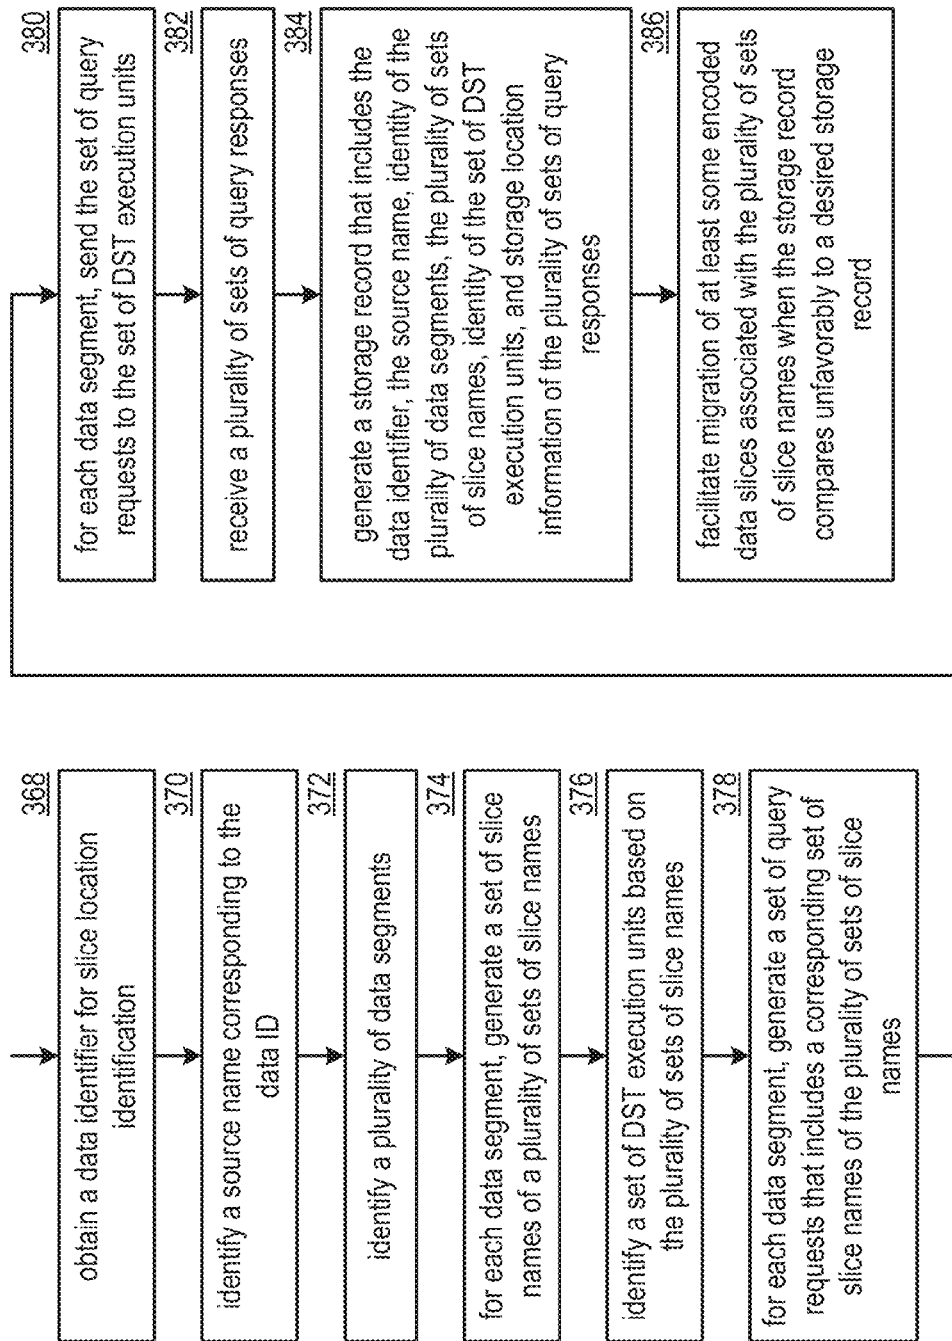 368
obtain a data identifier for slice location
identification
370
identify a source name corresponding to the
data ID
372
identify a plurality of data segments
374
for each data segment, generate a set of slice
names of a plurality of sets of slice names
376
identify a set of DST execution units based on
the plurality of sets of slice names
378
for each data segment, generate a set of query
requests that includes a corresponding set of
slice names of the plurality of sets of slice
names
380
for each data segment, send the set of query
requests to the set of DST execution units
382
receive a plurality of sets of query responses
384
generate a storage record that includes the
data identifier, the source name, identity of the
plurality of data segments, the plurality of sets
of slice names, identity of the set of DST
execution units, and storage location
information of the plurality of sets of query
responses
386
facilitate migration of at least some encoded
data slices associated with the plurality of sets
of slice names when the storage record
compares unfavorably to a desired storage
record